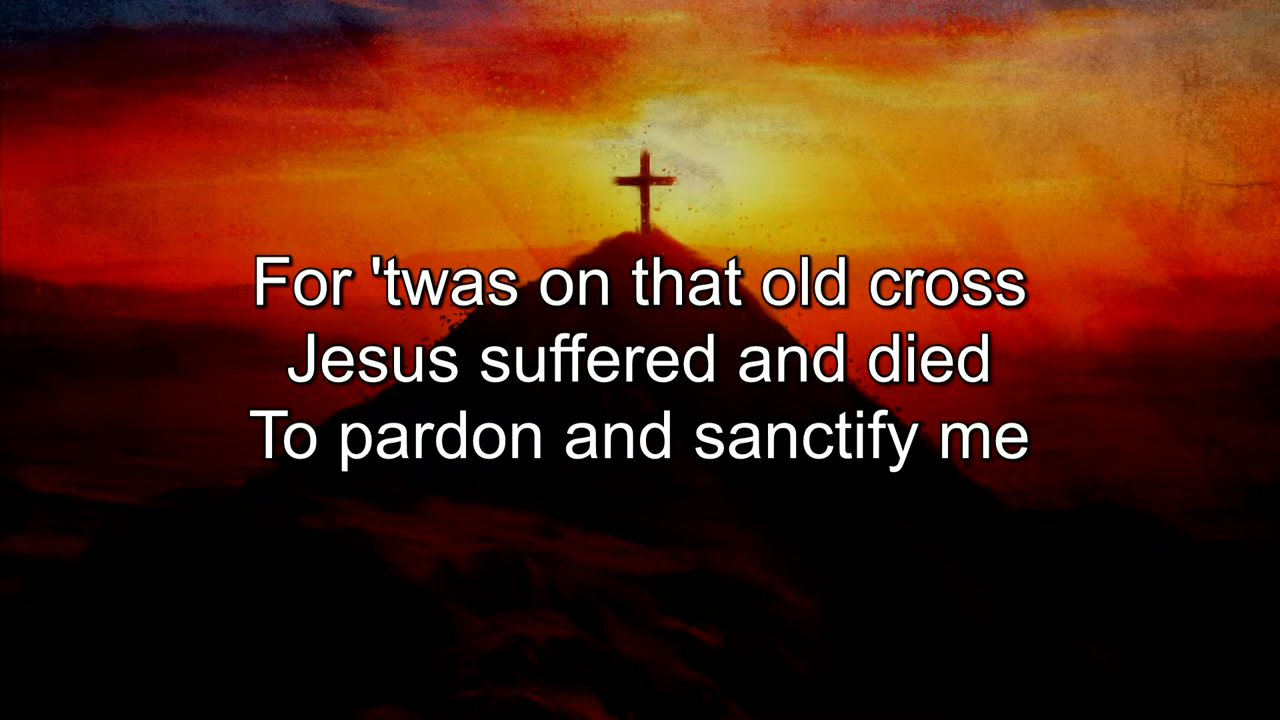 For 'twas on that old cross
Jesus suffered and died
To pardon and sanctify me